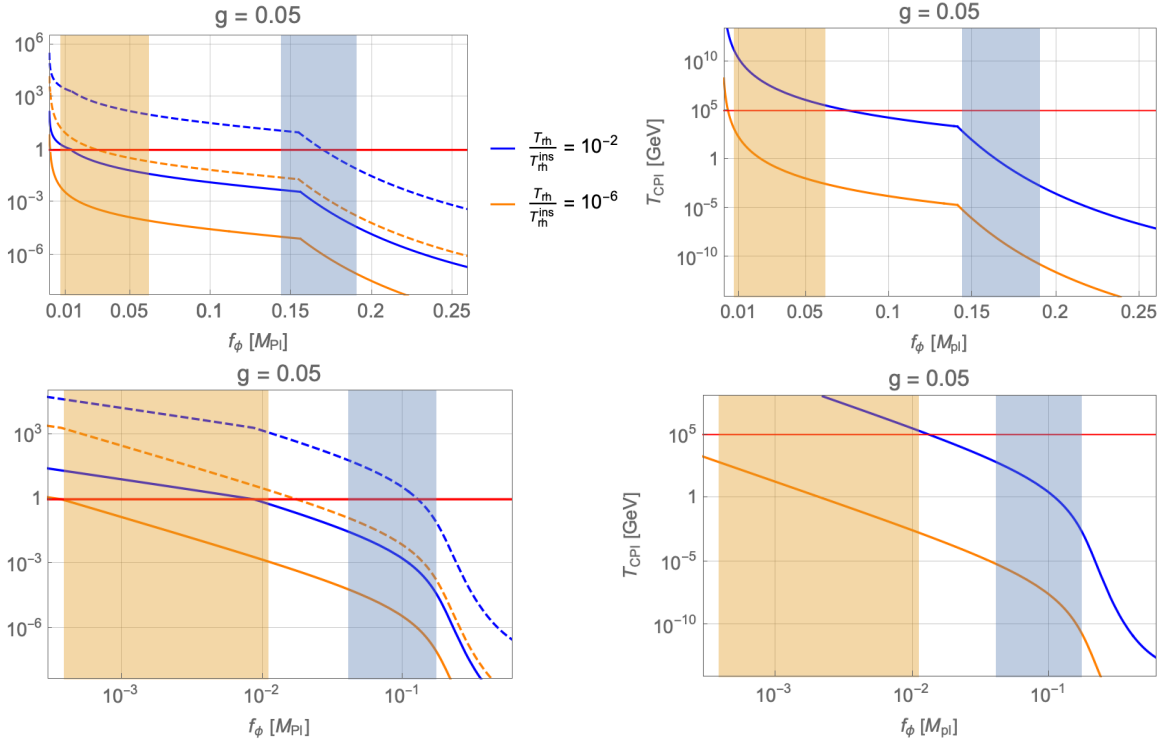 g = 0.05
10^6
10^3
1
10^-3
10^-6
0.01 0.05 0.1 0.15 0.2 0.25
f_ϕ [M_Pl]
T_rh / T_rh^ins = 10^-2
T_rh / T_rh^ins = 10^-6
g = 0.05
T_CPI [GeV]
10^10
10^5
1
10^-5
10^-10
0.01 0.05 0.10 0.15 0.20 0.25
f_ϕ [M_pl]
g = 0.05
10^3
1
10^-3
10^-6
10^-3 10^-2 10^-1
f_ϕ [M_Pl]
g = 0.05
T_CPI [GeV]
10^5
1
10^-5
10^-10
10^-3 10^-2 10^-1
f_ϕ [M_pl]